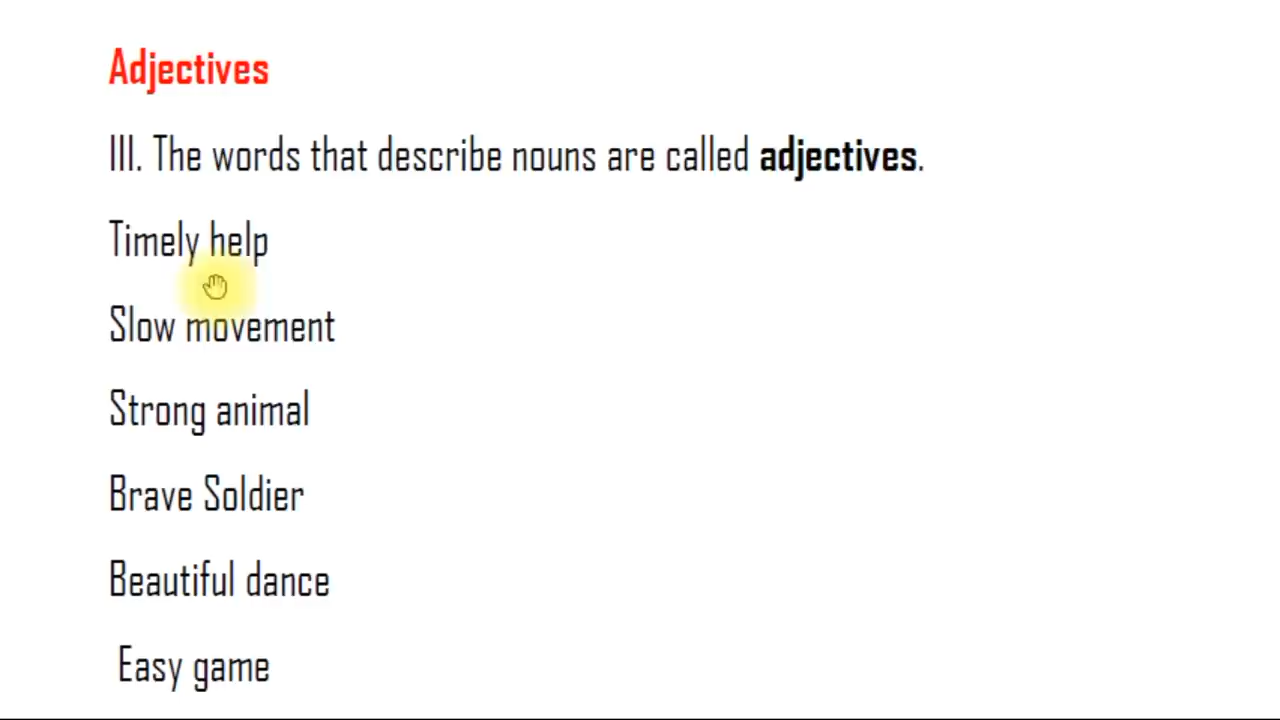 Adjectives
III. The words that describe nouns are called adjectives.
Timely help
Slow movement
Strong animal
Brave Soldier
Beautiful dance
Easy game